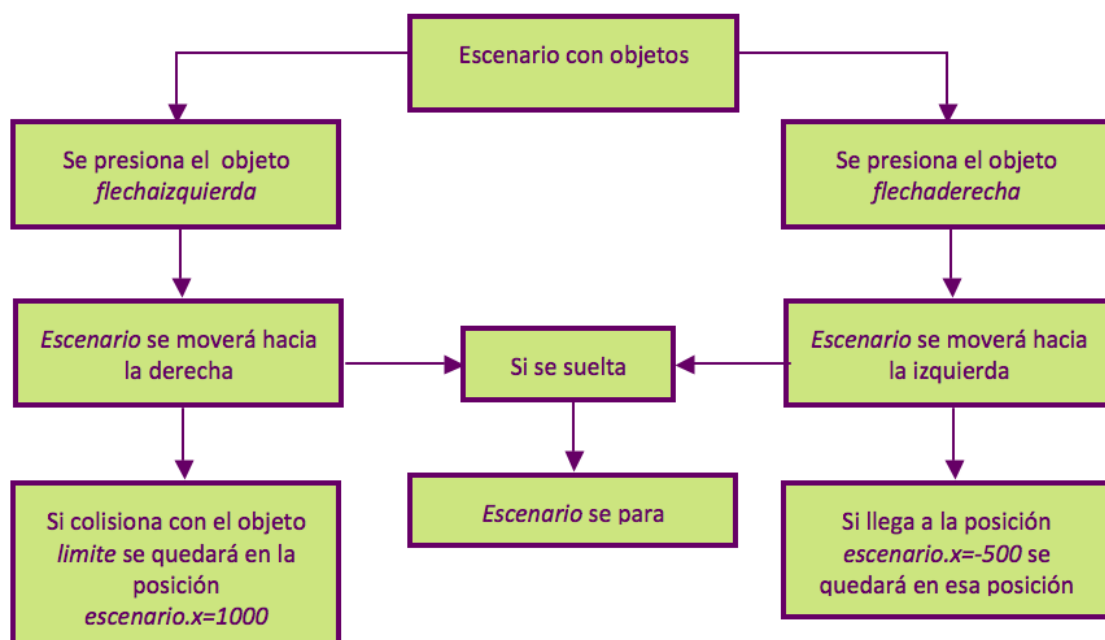 Escenario con objetos
Se presiona el objeto
flechaizquierda
Se presiona el objeto
flechaderecha
Escenario se moverá hacia
la derecha
Si se suelta
Escenario se moverá hacia
la izquierda
Si colisiona con el objeto
limite se quedará en la
posición
escenario.x=1000
Escenario se para
Si llega a la posición
escenario.x=-500 se
quedará en esa posición